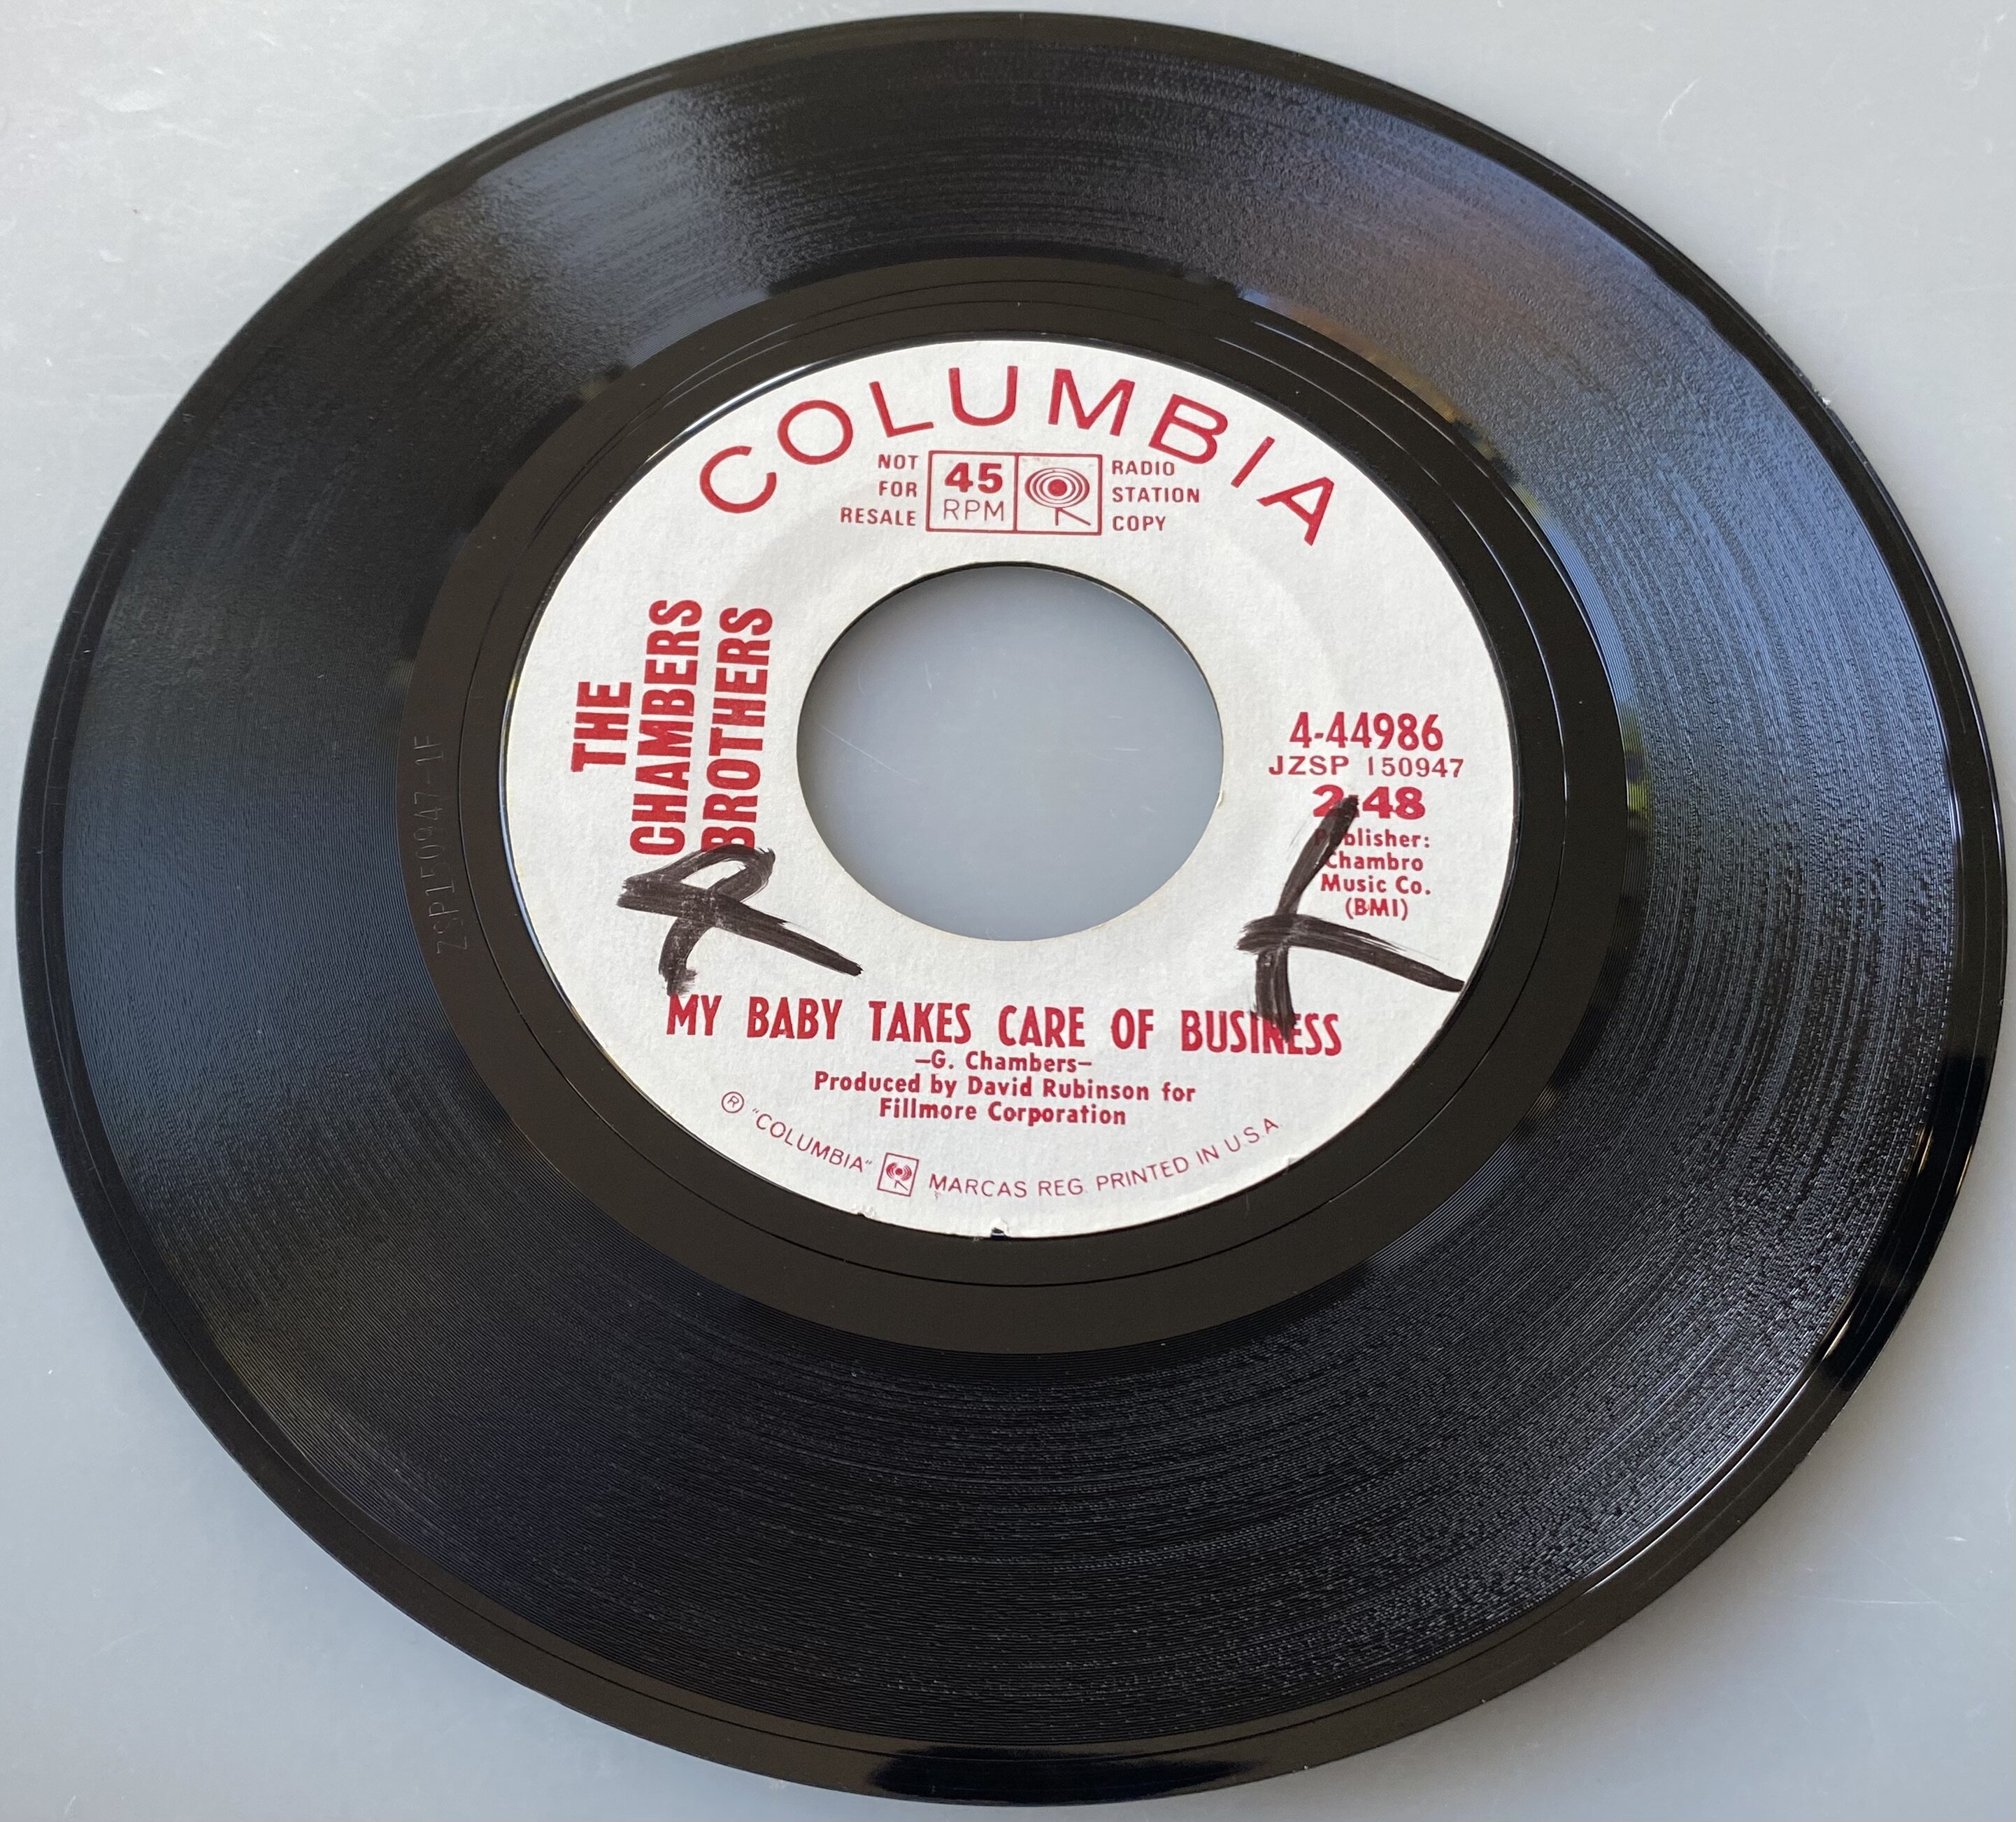 COLUMBIA
NOT
FOR
RESALE
45
RPM
RADIO
STATION
COPY
THE
CHAMBERS
BROTHERS
4-44986
JZSP 150947
2:48
Publisher:
Chambro
Music Co.
(BMI)
MY BABY TAKES CARE OF BUSINESS
—G. Chambers—
Produced by David Rubinson for
Fillmore Corporation
Ⓡ "COLUMBIA" MARCAS REG. PRINTED IN U.S.A
ZSP150947-1F